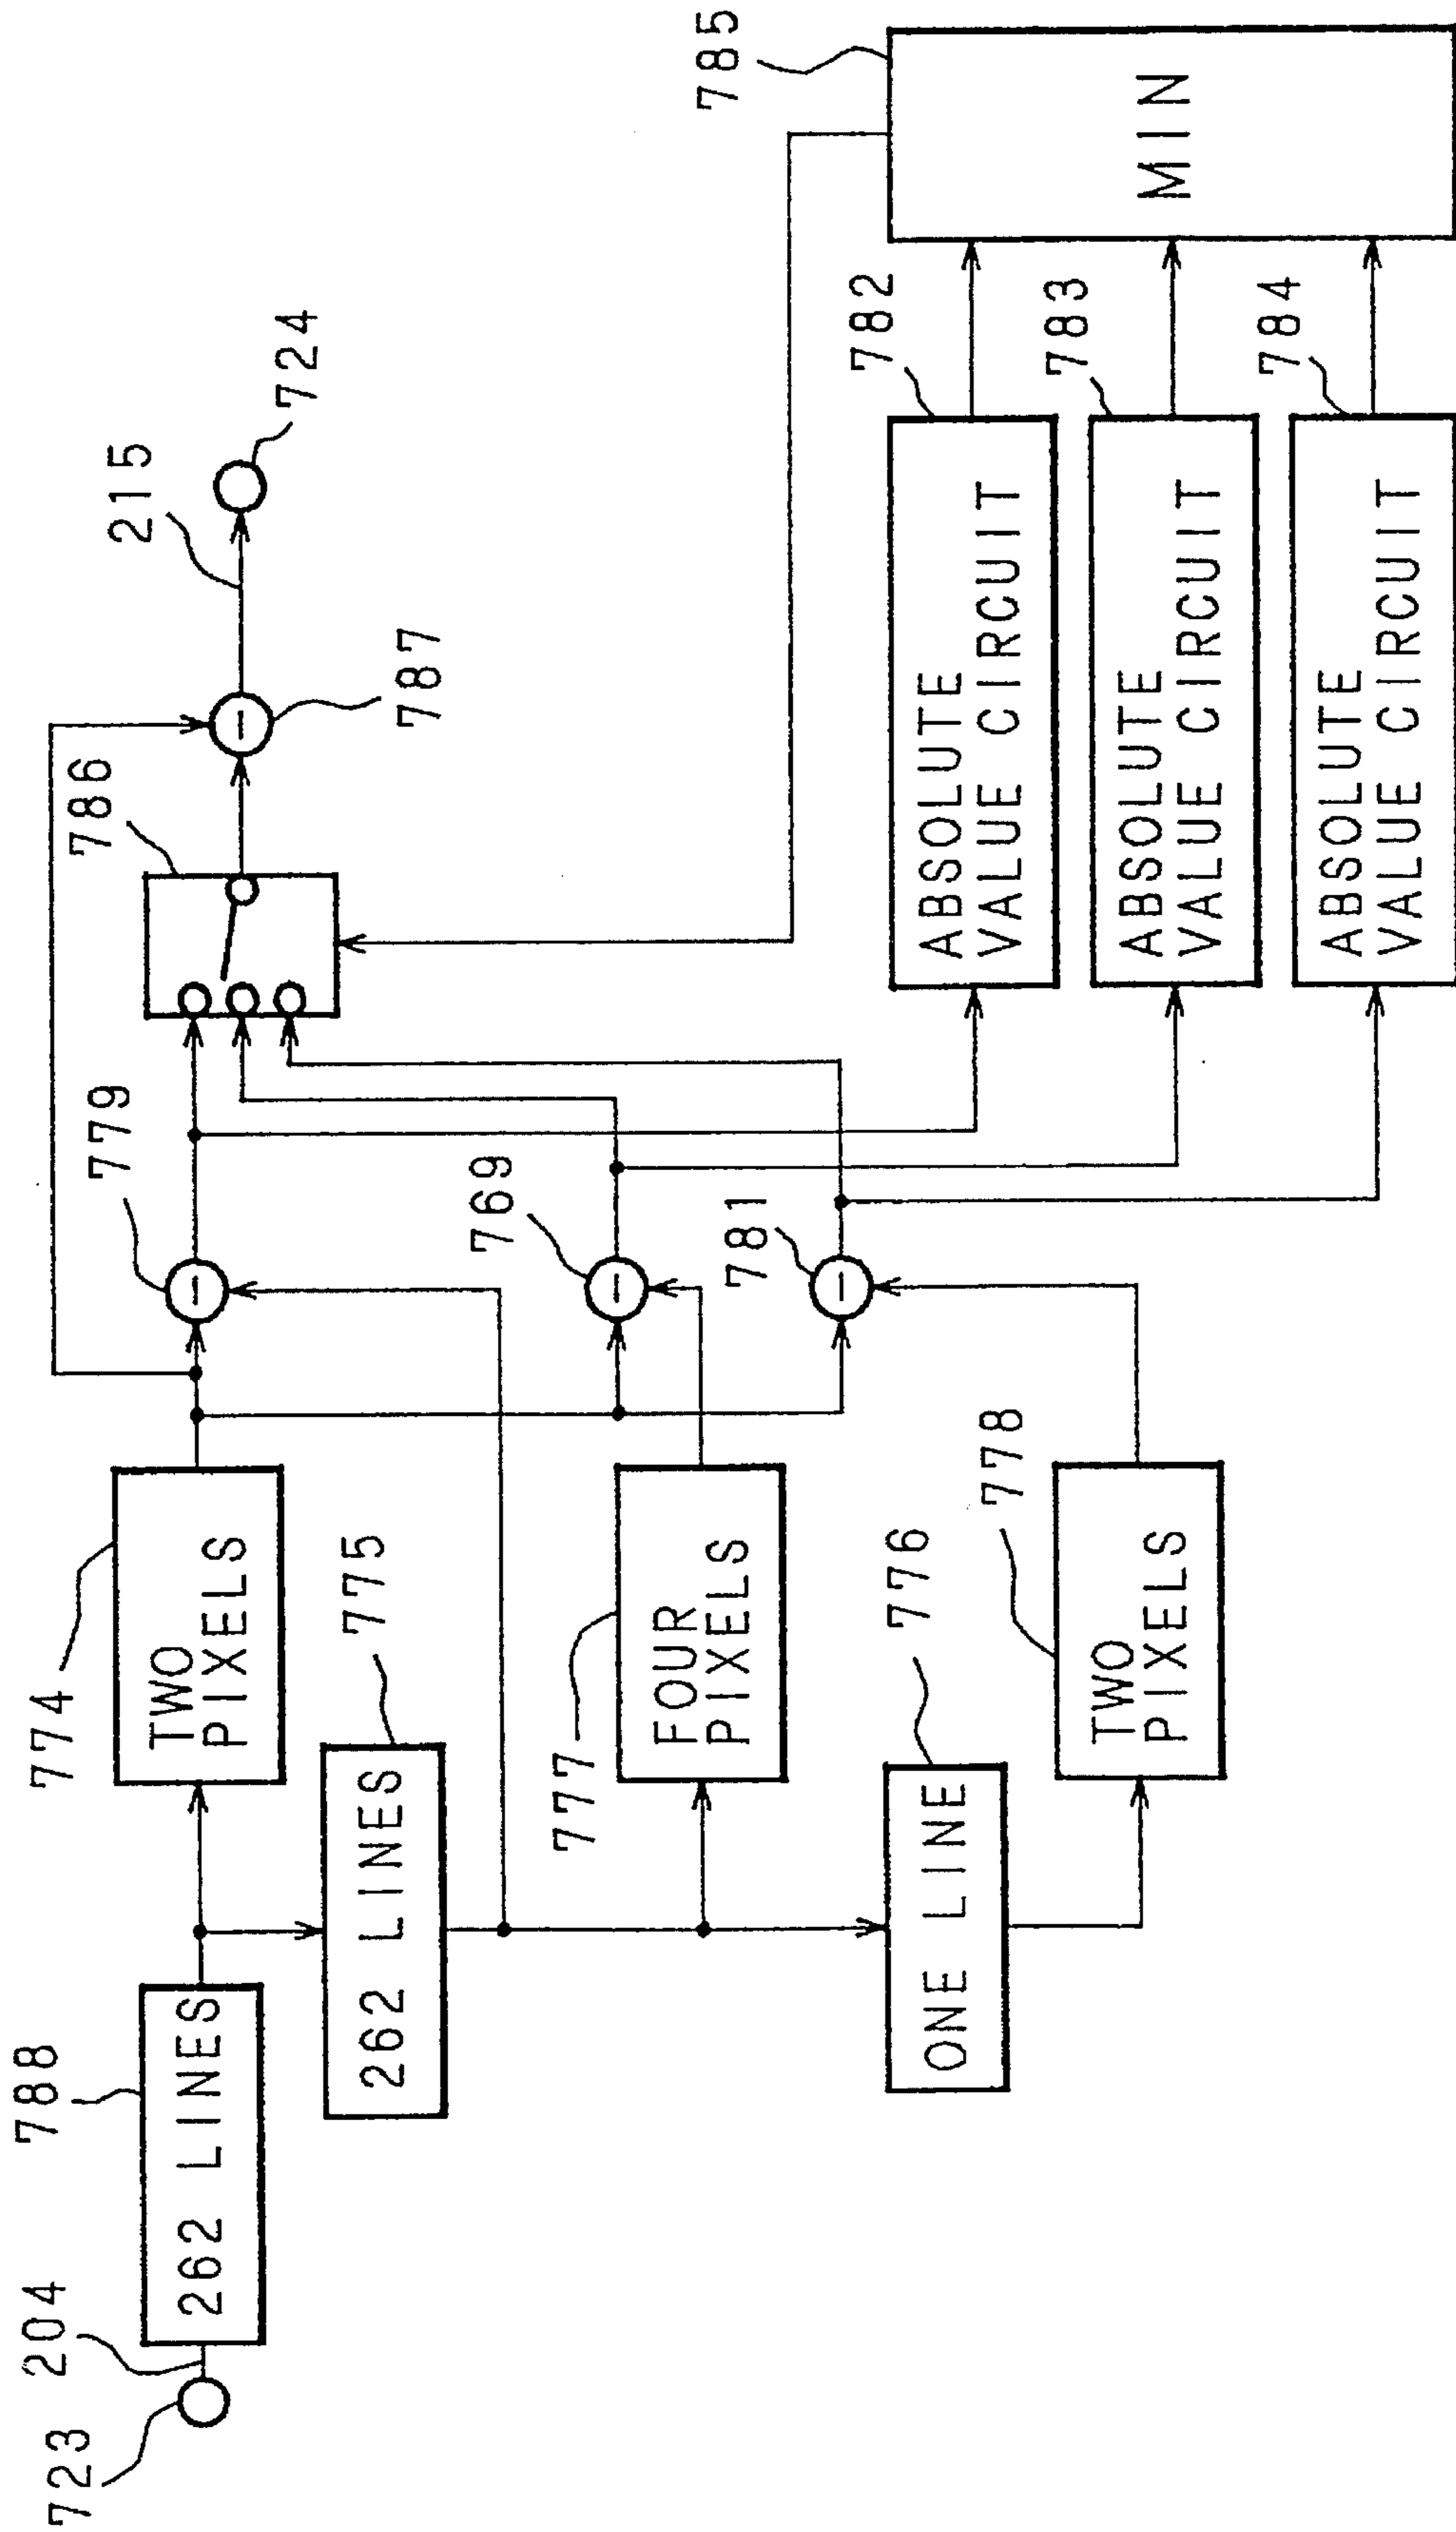 723
204
788
262 LINES
774
TWO
PIXELS
775
262 LINES
777
FOUR
PIXELS
776
ONE LINE
778
TWO
PIXELS
779
769
781
786
787
215
724
782
ABSOLUTE
VALUE CIRCUIT
783
ABSOLUTE
VALUE CIRCUIT
784
ABSOLUTE
VALUE CIRCUIT
785
MIN